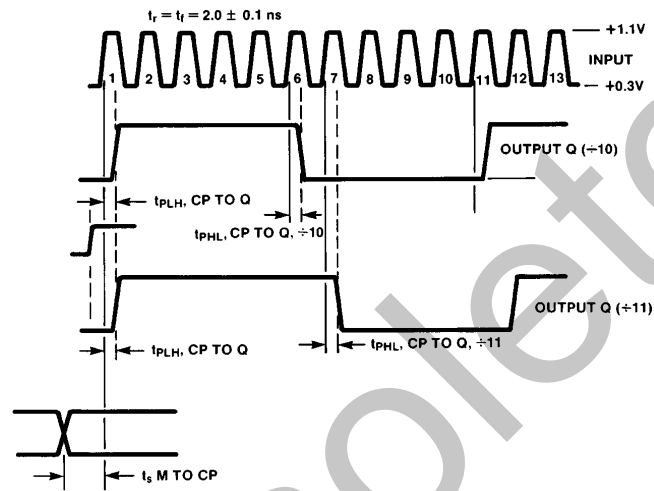 tr = tf = 2.0 ± 0.1 ns
+1.1V
INPUT
1 2 3 4 5 6 7 8 9 10 11 12 13
+0.3V
OUTPUT Q (÷10)
tPLH, CP TO Q
tPHL, CP TO Q, ÷10
OUTPUT Q (÷11)
tPLH, CP TO Q
tPHL, CP TO Q, ÷11
ts M TO CP